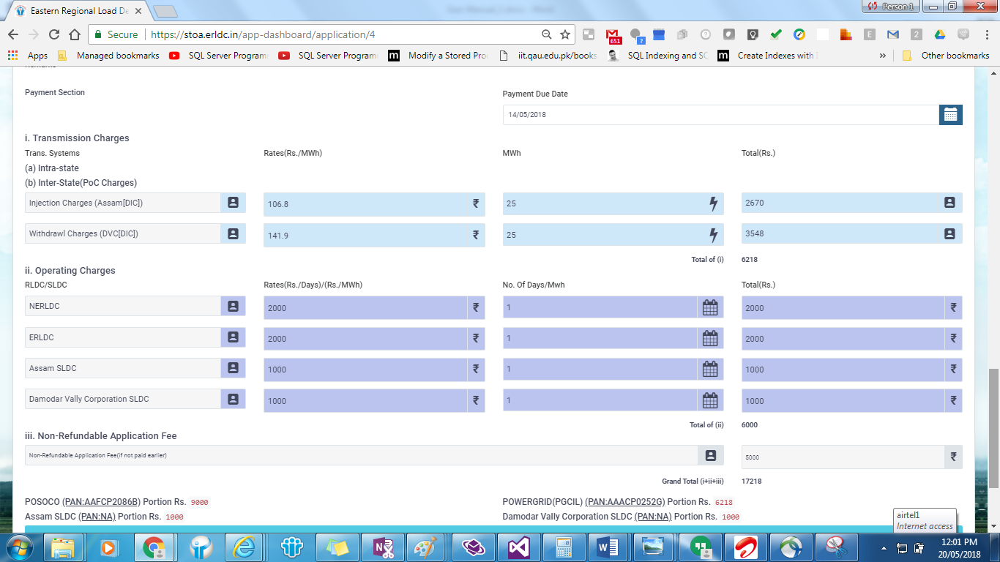 Eastern Regional Load De
Person 1
Secure https://stoa.erldc.in/app-dashboard/application/4
651 ? E 2
Apps Managed bookmarks SQL Server Program SQL Server Program m Modify a Stored Pro iit.qau.edu.pk/books SQL Indexing and SQ m Create Indexes with » Other bookmarks
Payment Section
Payment Due Date
14/05/2018
i. Transmission Charges
Trans. Systems Rates(Rs./MWh) MWh Total(Rs.)
(a) Intra-state
(b) Inter-State(PoC Charges)
Injection Charges (Assam[DIC]) 106.8 ₹ 25 2670
Withdrawl Charges (DVC[DIC]) 141.9 ₹ 25 3548
Total of (i) 6218
ii. Operating Charges
RLDC/SLDC Rates(Rs./Days)/(Rs./MWh) No. Of Days/Mwh Total(Rs.)
NERLDC 2000 ₹ 1 2000 ₹
ERLDC 2000 ₹ 1 2000 ₹
Assam SLDC 1000 ₹ 1 1000 ₹
Damodar Vally Corporation SLDC 1000 ₹ 1 1000 ₹
Total of (ii) 6000
iii. Non-Refundable Application Fee
Non-Refundable Application Fee(if not paid earlier) 5000 ₹
Grand Total (i+ii+iii) 17218
POSOCO (PAN:AAFCP2086B) Portion Rs. 9000 POWERGRID(PGCIL) (PAN:AAACP0252G) Portion Rs. 6218
Assam SLDC (PAN:NA) Portion Rs. 1000 Damodar Vally Corporation SLDC (PAN:NA) Portion Rs. 1000
airtel1
Internet access
12:01 PM
20/05/2018